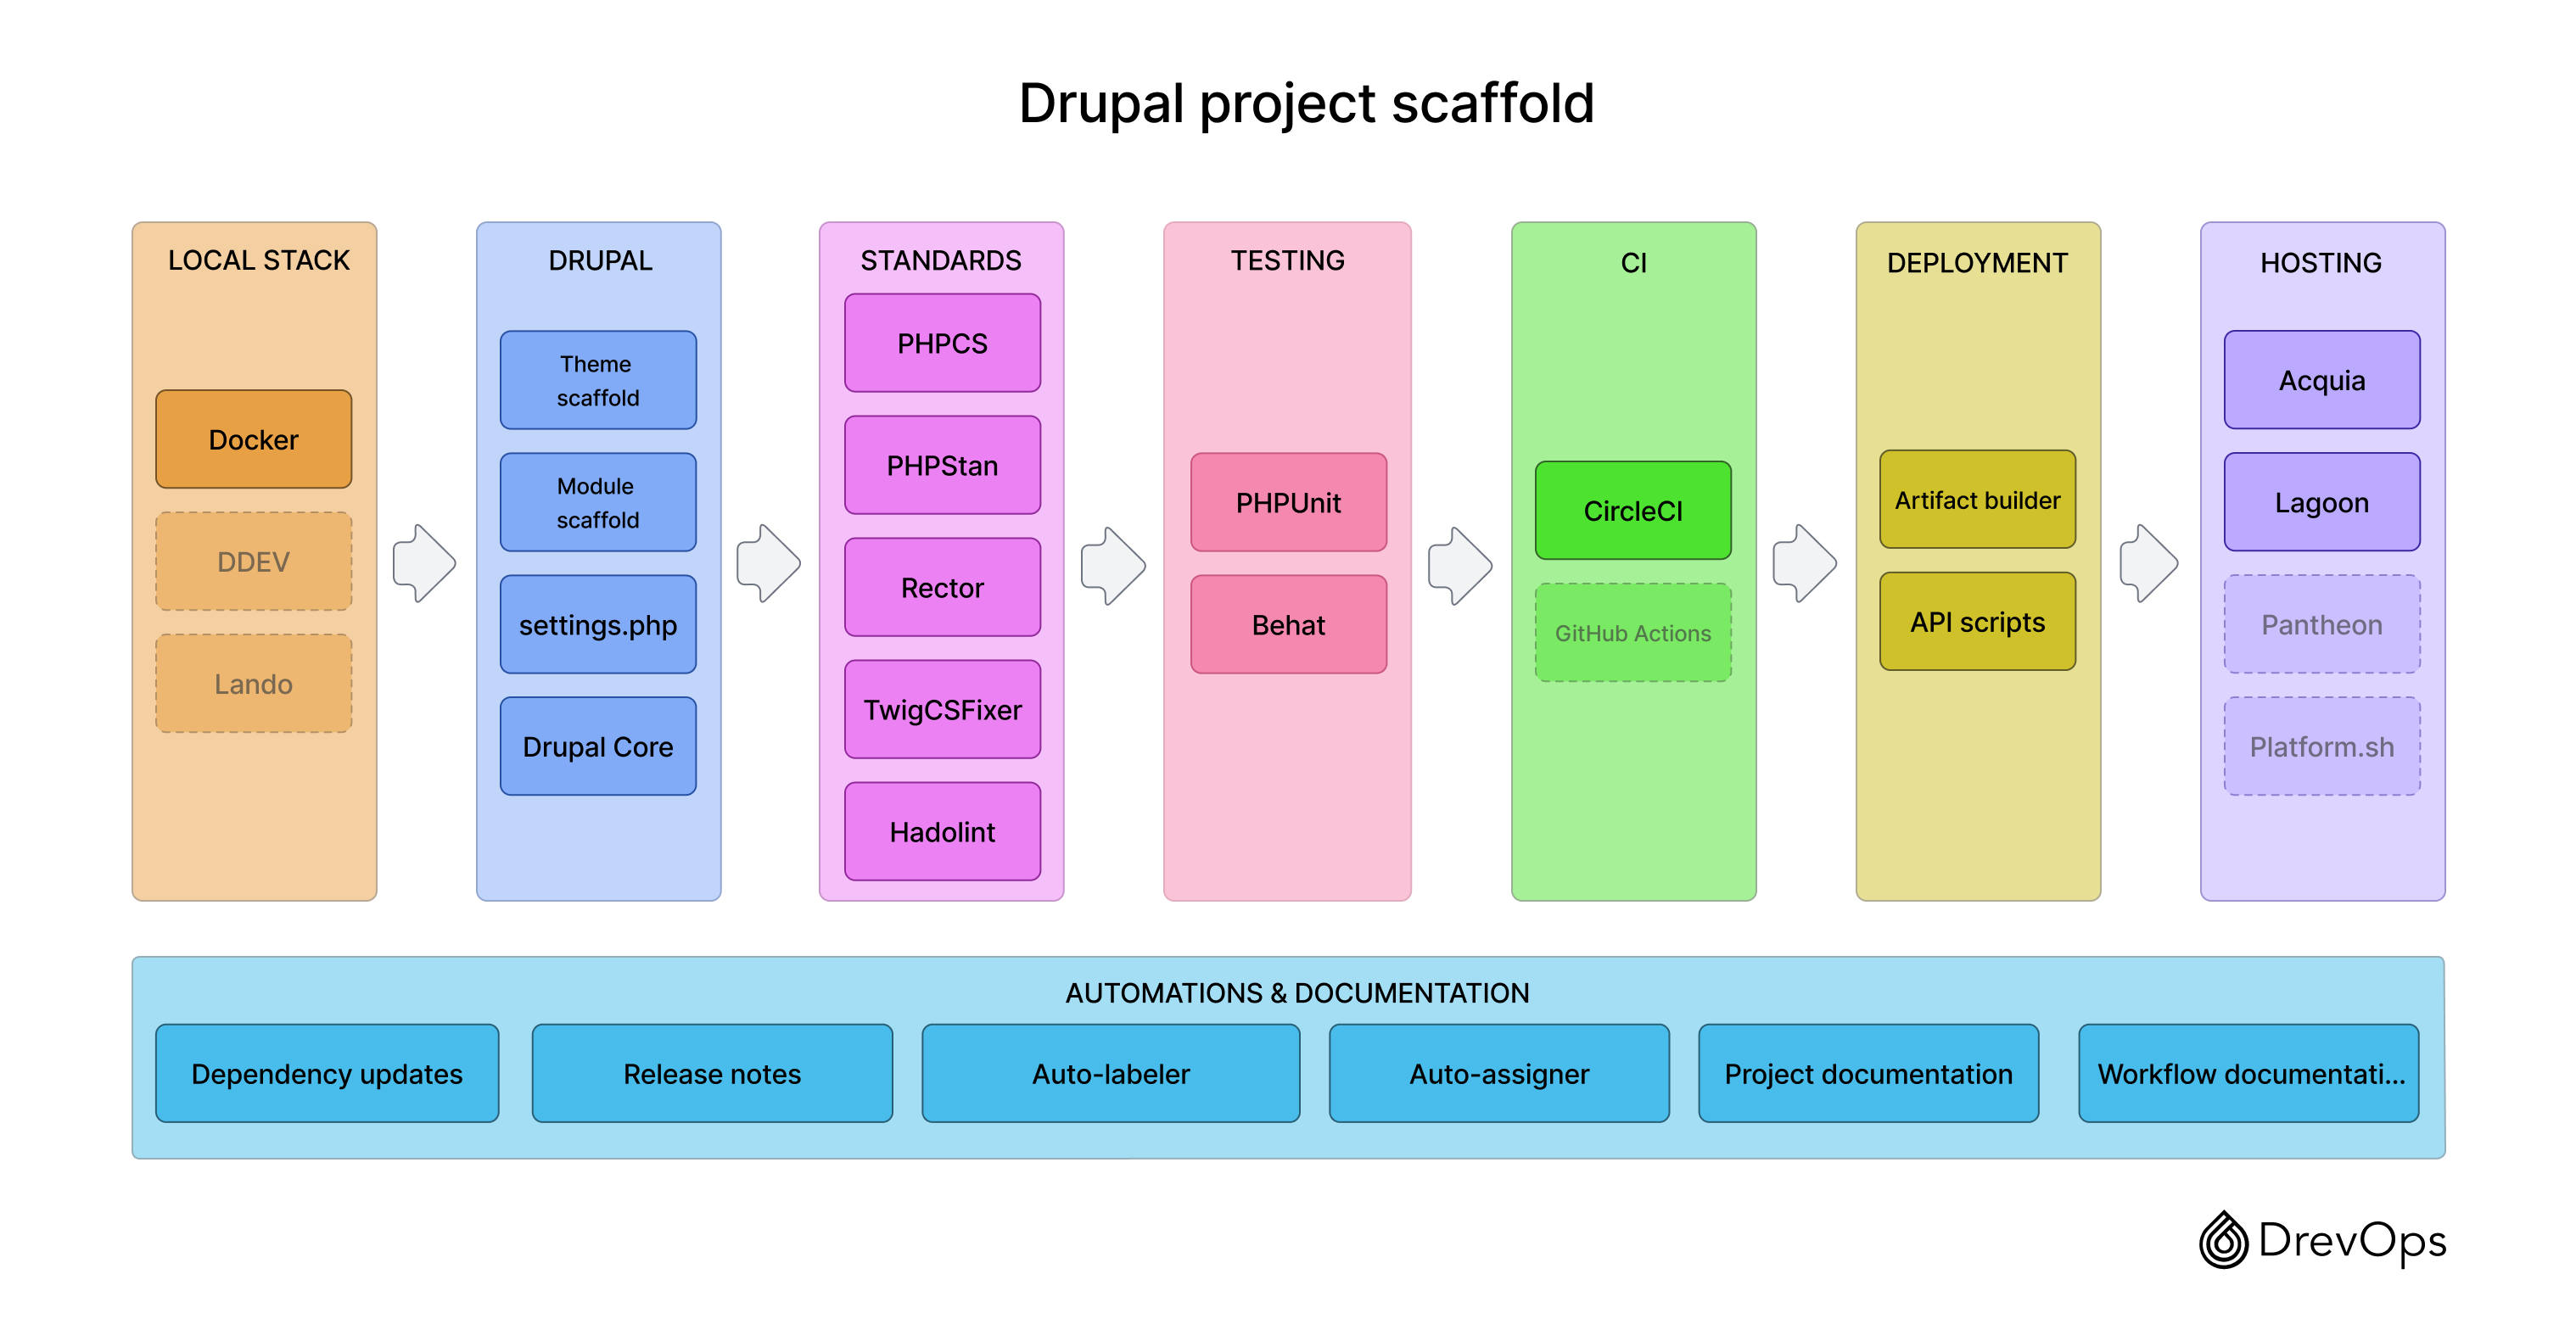 Drupal project scaffold
LOCAL STACK
Docker
DDEV
Lando
DRUPAL
Theme
scaffold
Module
scaffold
settings.php
Drupal Core
STANDARDS
PHPCS
PHPStan
Rector
TwigCSFixer
Hadolint
TESTING
PHPUnit
Behat
CI
CircleCI
GitHub Actions
DEPLOYMENT
Artifact builder
API scripts
HOSTING
Acquia
Lagoon
Pantheon
Platform.sh
AUTOMATIONS & DOCUMENTATION
Dependency updates
Release notes
Auto-labeler
Auto-assigner
Project documentation
Workflow documentati...
DrevOps